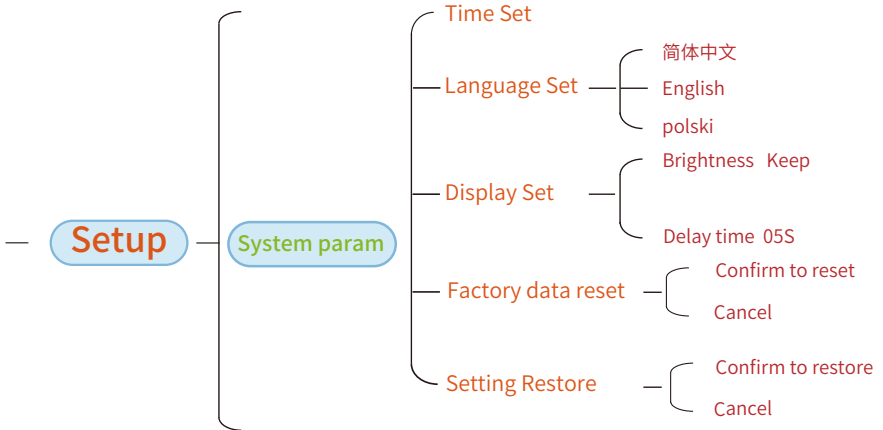 Setup
System param
Time Set
Language Set
简体中文
English
polski
Display Set
Brightness Keep
Delay time 05S
Factory data reset
Confirm to reset
Cancel
Setting Restore
Confirm to restore
Cancel